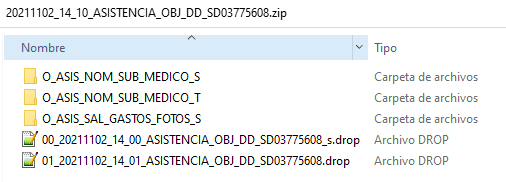 20211102_14_10_ASISTENCIA_OBJ_DD_SD03775608.zip
Nombre Tipo
O_ASIS_NOM_SUB_MEDICO_S Carpeta de archivos
O_ASIS_NOM_SUB_MEDICO_T Carpeta de archivos
O_ASIS_SAL_GASTOS_FOTOS_S Carpeta de archivos
00_20211102_14_00_ASISTENCIA_OBJ_DD_SD03775608_s.drop Archivo DROP
01_20211102_14_01_ASISTENCIA_OBJ_DD_SD03775608.drop Archivo DROP